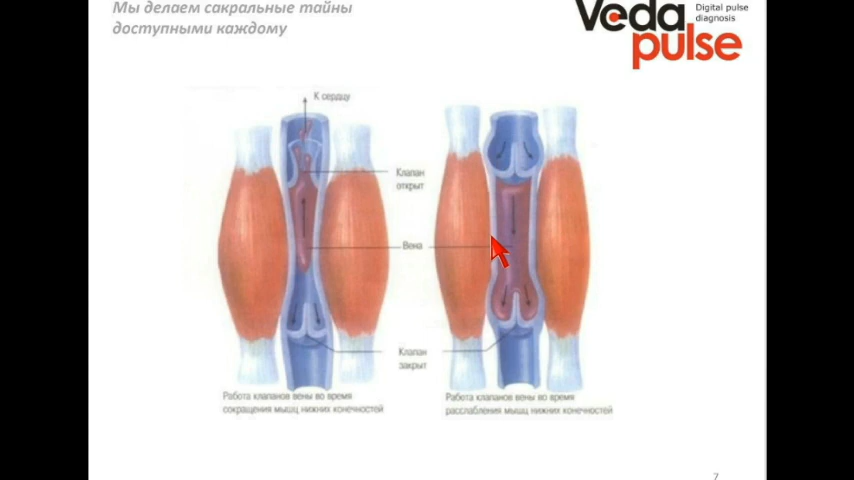 Мы делаем сакральные тайны
доступными каждому
Veda
pulse
Digital pulse
diagnosis
К сердцу
Клапан
открыт
Вена
Клапан
закрыт
Работа клапанов вены во время
сокращения мышц нижних конечностей
Работа клапанов вены во время
расслабления мышц нижних конечностей
7